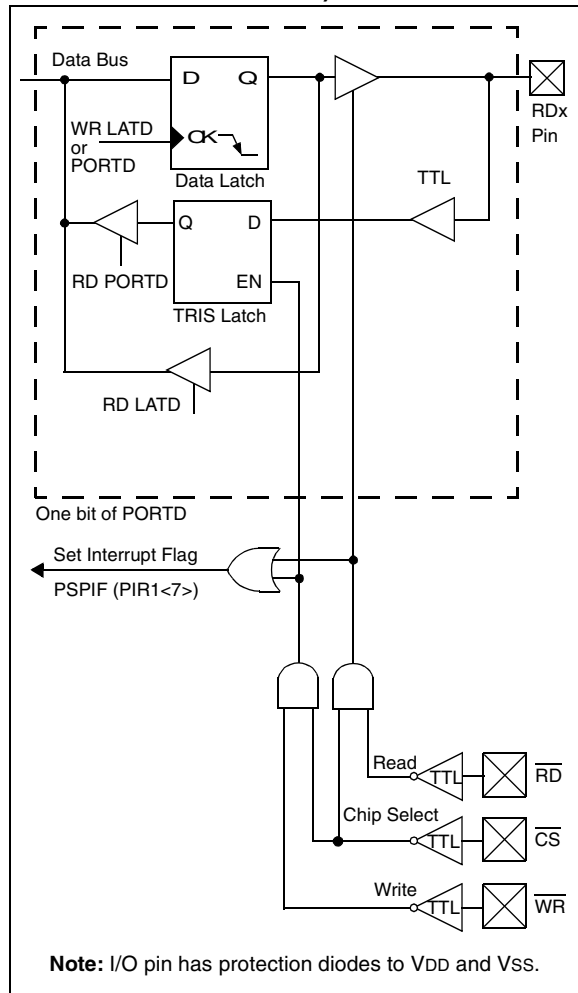 Data Bus
D Q
WR LATD
or
PORTD
CK
Data Latch
RDx
Pin
TTL
Q D
RD PORTD
EN
TRIS Latch
RD LATD
One bit of PORTD
Set Interrupt Flag
PSPIF (PIR1<7>)
Read
TTL
RD
Chip Select
TTL
CS
Write
TTL
WR
Note: I/O pin has protection diodes to VDD and VSS.